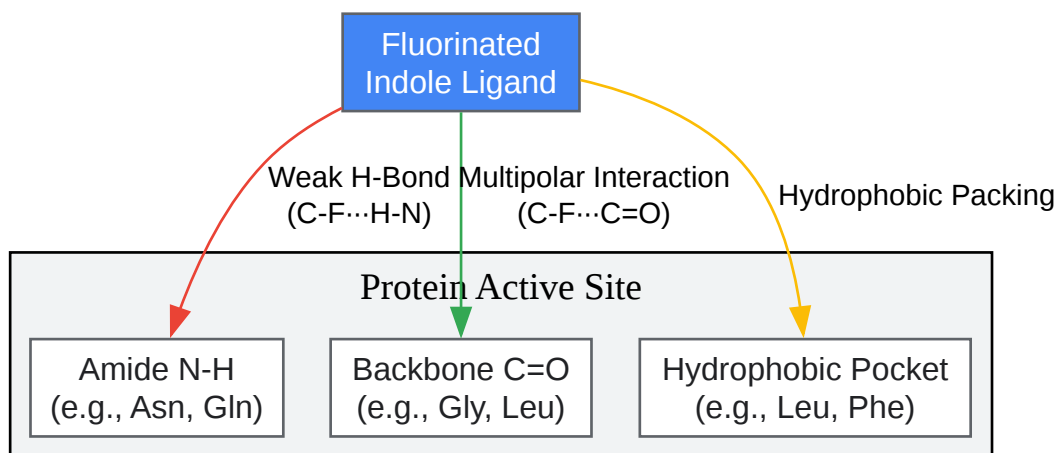 Fluorinated
Indole Ligand
Weak H-Bond
(C-F···H-N)
Multipolar Interaction
(C-F···C=O)
Hydrophobic Packing
Protein Active Site
Amide N-H
(e.g., Asn, Gln)
Backbone C=O
(e.g., Gly, Leu)
Hydrophobic Pocket
(e.g., Leu, Phe)